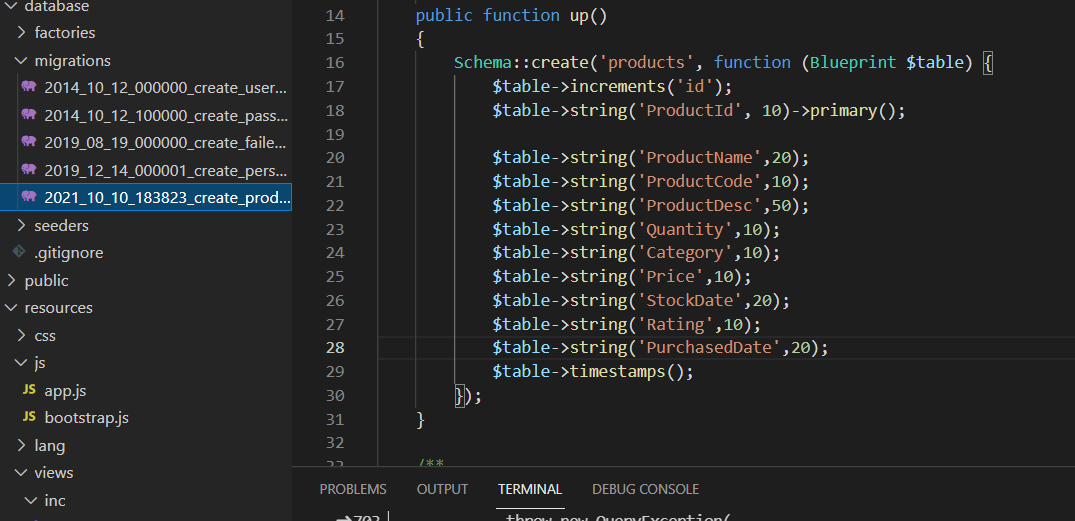 database
factories
migrations
2014_10_12_000000_create_user...
2014_10_12_100000_create_pass...
2019_08_19_000000_create_faile...
2019_12_14_000001_create_pers...
2021_10_10_183823_create_prod...
seeders
.gitignore
public
resources
css
js
JS app.js
JS bootstrap.js
lang
views
inc
14 public function up()
15 {
16 Schema::create('products', function (Blueprint $table) {
17 $table->increments('id');
18 $table->string('ProductId', 10)->primary();
19
20 $table->string('ProductName',20);
21 $table->string('ProductCode',10);
22 $table->string('ProductDesc',50);
23 $table->string('Quantity',10);
24 $table->string('Category',10);
25 $table->string('Price',10);
26 $table->string('StockDate',20);
27 $table->string('Rating',10);
28 $table->string('PurchasedDate',20);
29 $table->timestamps();
30 });
31 }
32
33 /**
PROBLEMS OUTPUT TERMINAL DEBUG CONSOLE
➜703 throw new QueryException(